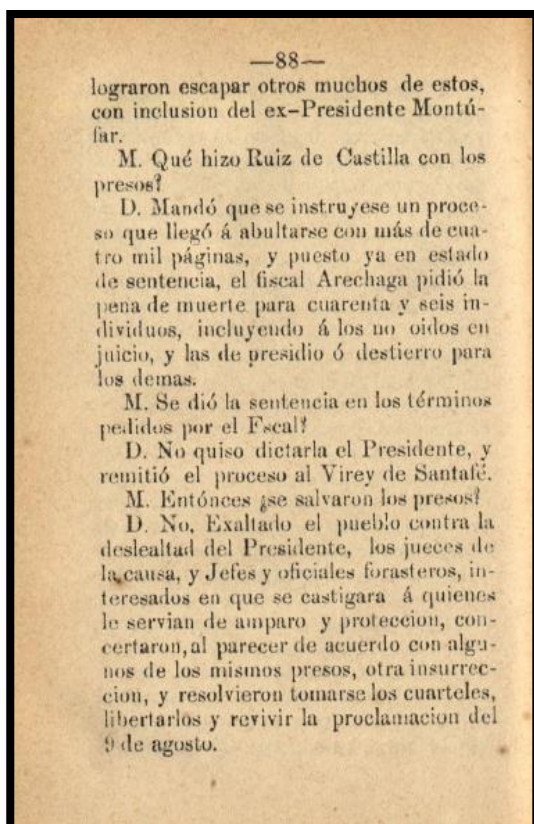 —88—
lograron escapar otros muchos de estos,
con inclusion del ex-Presidente Montú-
far.
M. Qué hizo Ruiz de Castilla con los
presos?
D. Mandó que se instruyese un proce-
so que llegó á abultarse con más de cua-
tro mil páginas, y puesto ya en estado
de sentencia, el fiscal Arechaga pidió la
pena de muerte para cuarenta y seis in-
dividuos, incluyendo á los no oidos en
juicio, y las de presidio ó destierro para
los demas.
M. Se dió la sentencia en los términos
pedidos por el Fscal?
D. No quiso dictarla el Presidente, y
remitió el proceso al Virey de Santafé.
M. Entónces ¿se salvaron los presos?
D. No. Exaltado el pueblo contra la
deslealtad del Presidente, los jueces de
la causa, y Jefes y oficiales forasteros, in-
teresados en que se castigara á quienes
le servian de amparo y proteccion, con-
certaron, al parecer de acuerdo con algu-
nos de los mismos presos, otra insurrec-
cion, y resolvieron tomarse los cuarteles,
libertarlos y revivir la proclamacion del
9 de agosto.